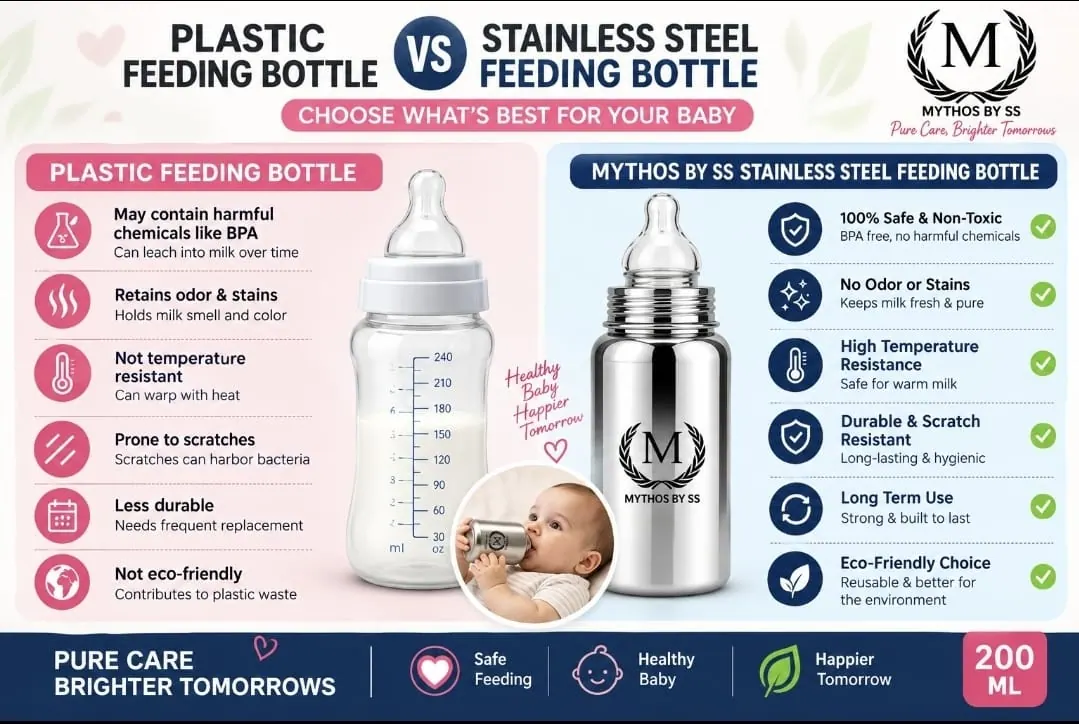 PLASTIC
FEEDING BOTTLE
VS
STAINLESS STEEL
FEEDING BOTTLE
CHOOSE WHAT'S BEST FOR YOUR BABY
M
MYTHOS BY SS
Pure Care, Brighter Tomorrows
PLASTIC FEEDING BOTTLE
May contain harmful
chemicals like BPA
Can leach into milk over time
Retains odor & stains
Holds milk smell and color
Not temperature
resistant
Can warp with heat
Prone to scratches
Scratches can harbor bacteria
Less durable
Needs frequent replacement
Not eco-friendly
Contributes to plastic waste
240
210
180
150
120
90
60
30
ml oz
Healthy
Baby
Happier
Tomorrow
MYTHOS BY SS STAINLESS STEEL FEEDING BOTTLE
M
MYTHOS BY SS
100% Safe & Non-Toxic
BPA free, no harmful chemicals
No Odor or Stains
Keeps milk fresh & pure
High Temperature
Resistance
Safe for warm milk
Durable & Scratch
Resistant
Long-lasting & hygienic
Long Term Use
Strong & built to last
Eco-Friendly Choice
Reusable & better for
the environment
PURE CARE
BRIGHTER TOMORROWS
Safe
Feeding
Healthy
Baby
Happier
Tomorrow
200
ML